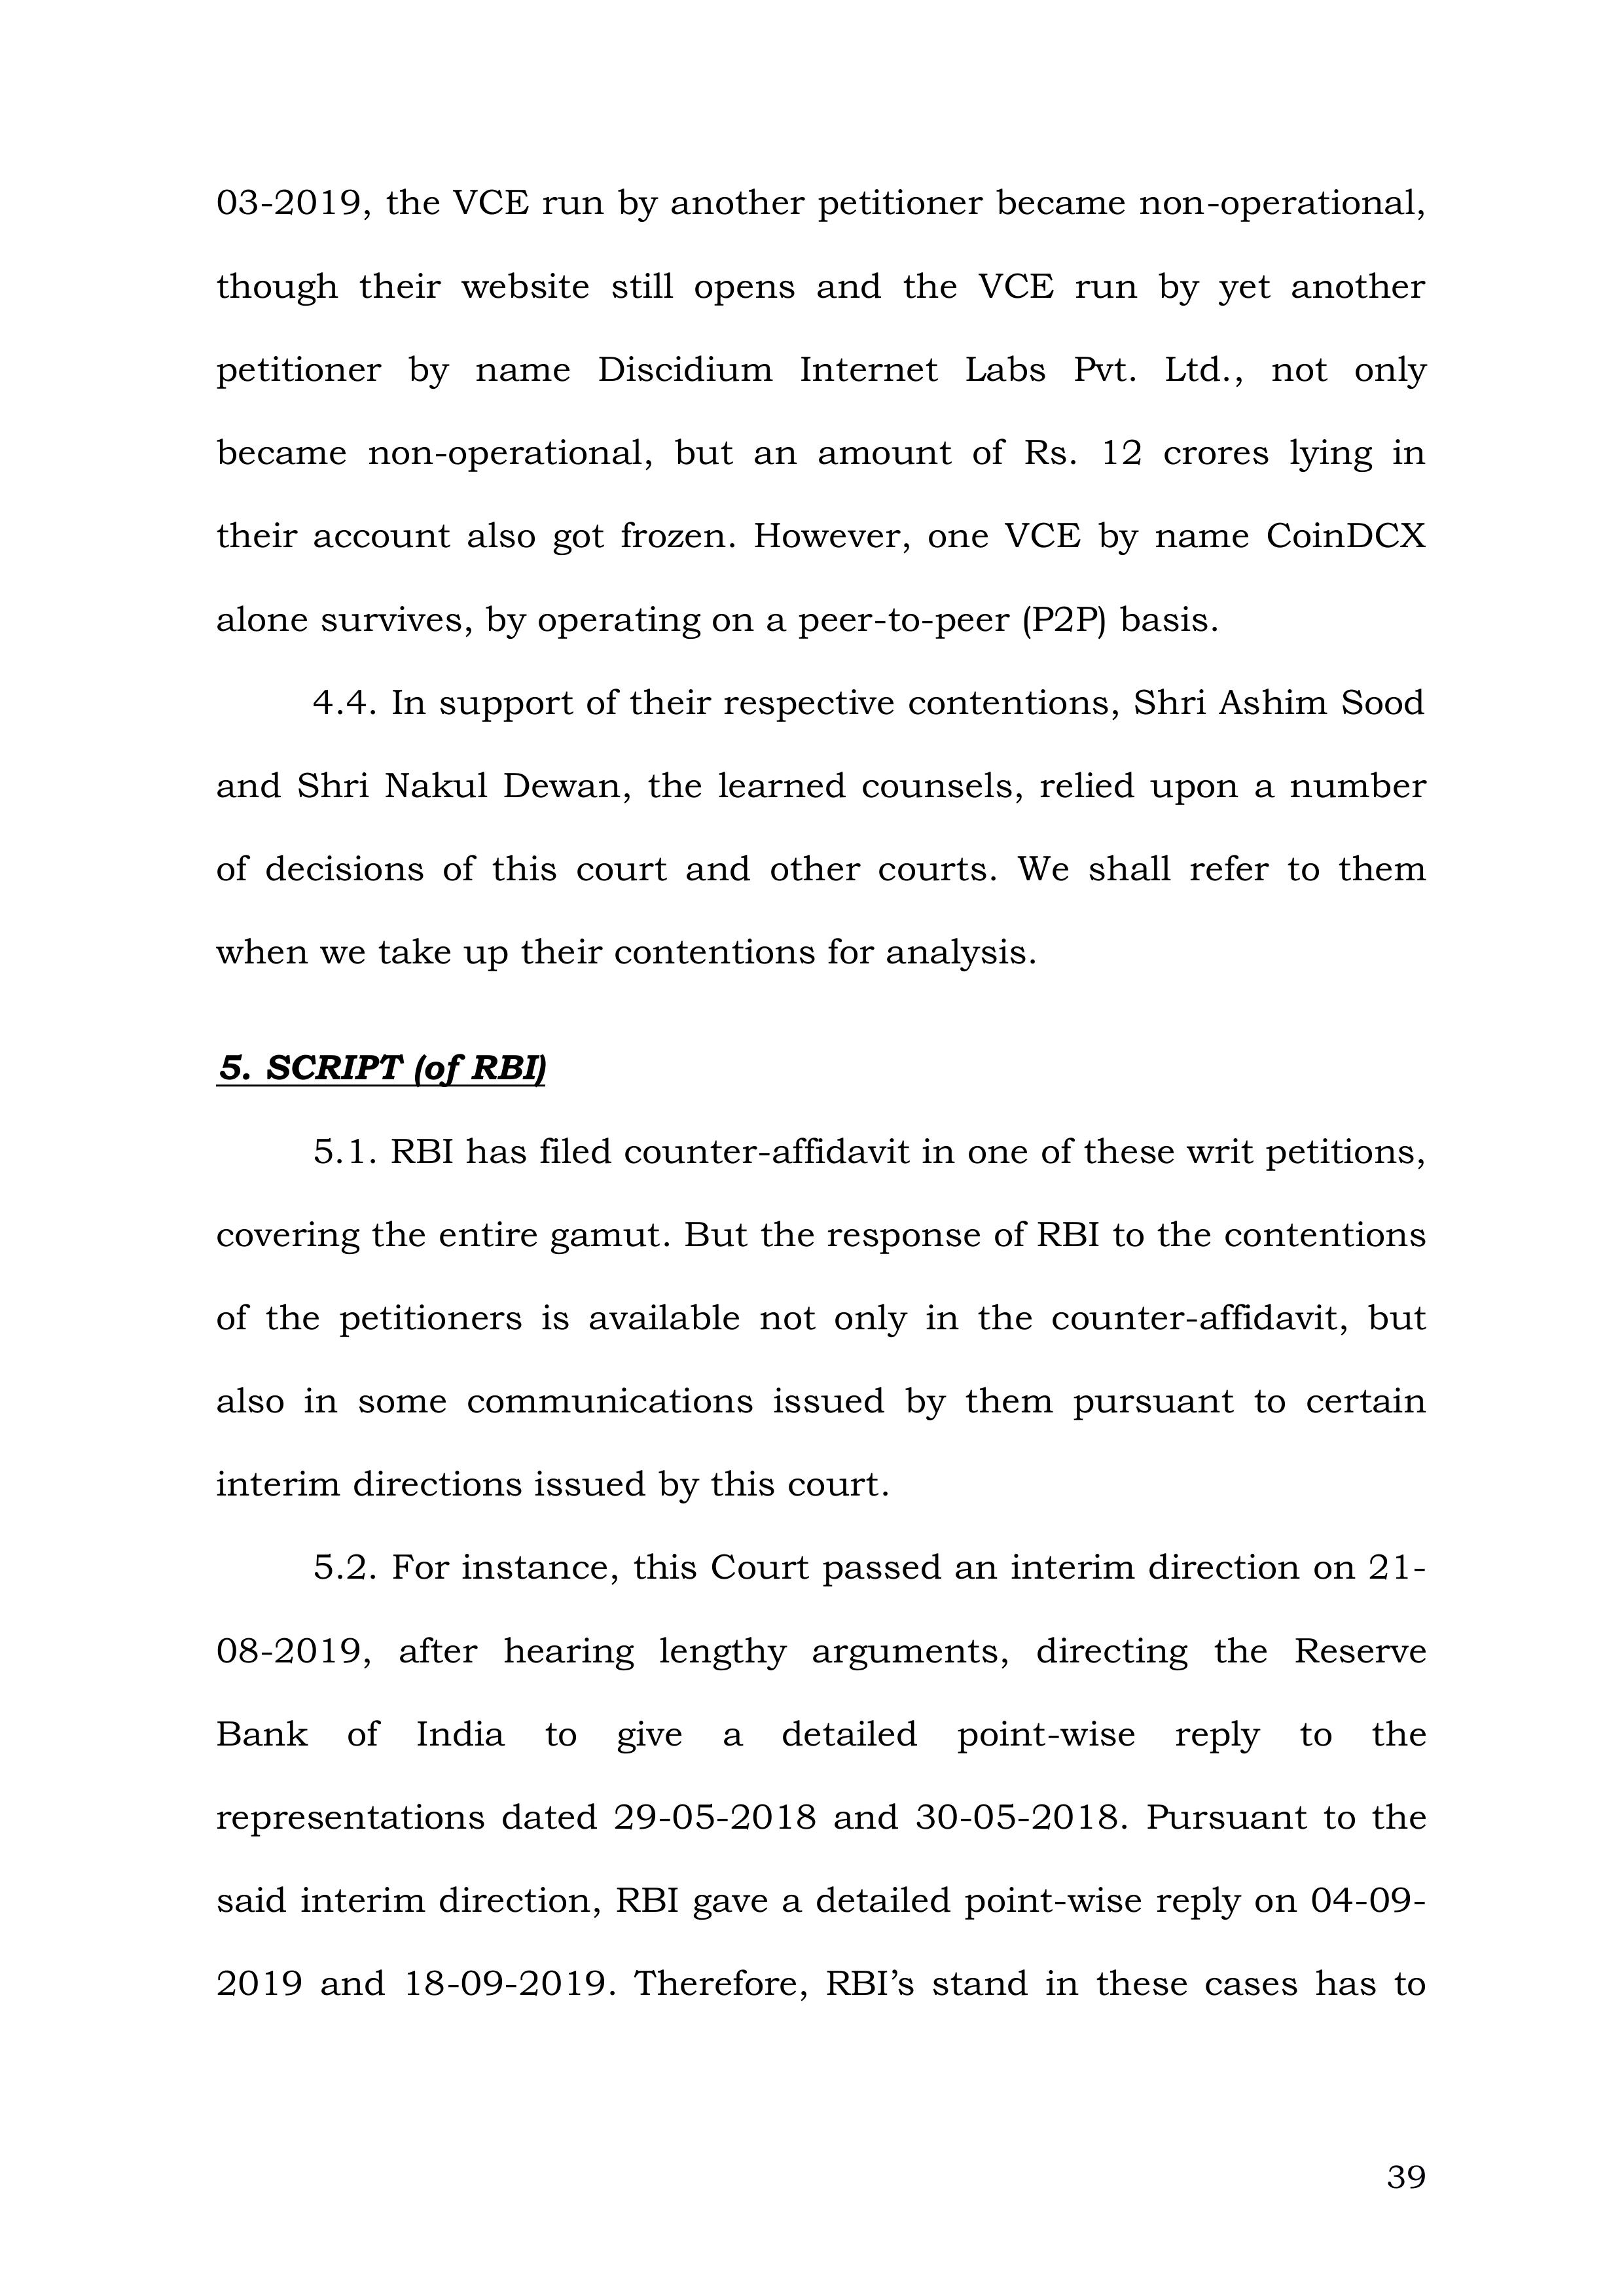 03-2019, the VCE run by another petitioner became non-operational,
though their website still opens and the VCE run by yet another
petitioner by name Discidium Internet Labs Pvt. Ltd., not only
became non-operational, but an amount of Rs. 12 crores lying in
their account also got frozen. However, one VCE by name CoinDCX
alone survives, by operating on a peer-to-peer (P2P) basis.
4.4. In support of their respective contentions, Shri Ashim Sood
and Shri Nakul Dewan, the learned counsels, relied upon a number
of decisions of this court and other courts. We shall refer to them
when we take up their contentions for analysis.
5. SCRIPT (of RBI)
5.1. RBI has filed counter-affidavit in one of these writ petitions,
covering the entire gamut. But the response of RBI to the contentions
of the petitioners is available not only in the counter-affidavit, but
also in some communications issued by them pursuant to certain
interim directions issued by this court.
5.2. For instance, this Court passed an interim direction on 21-
08-2019, after hearing lengthy arguments, directing the Reserve
Bank of India to give a detailed point-wise reply to the
representations dated 29-05-2018 and 30-05-2018. Pursuant to the
said interim direction, RBI gave a detailed point-wise reply on 04-09-
2019 and 18-09-2019. Therefore, RBI’s stand in these cases has to
39